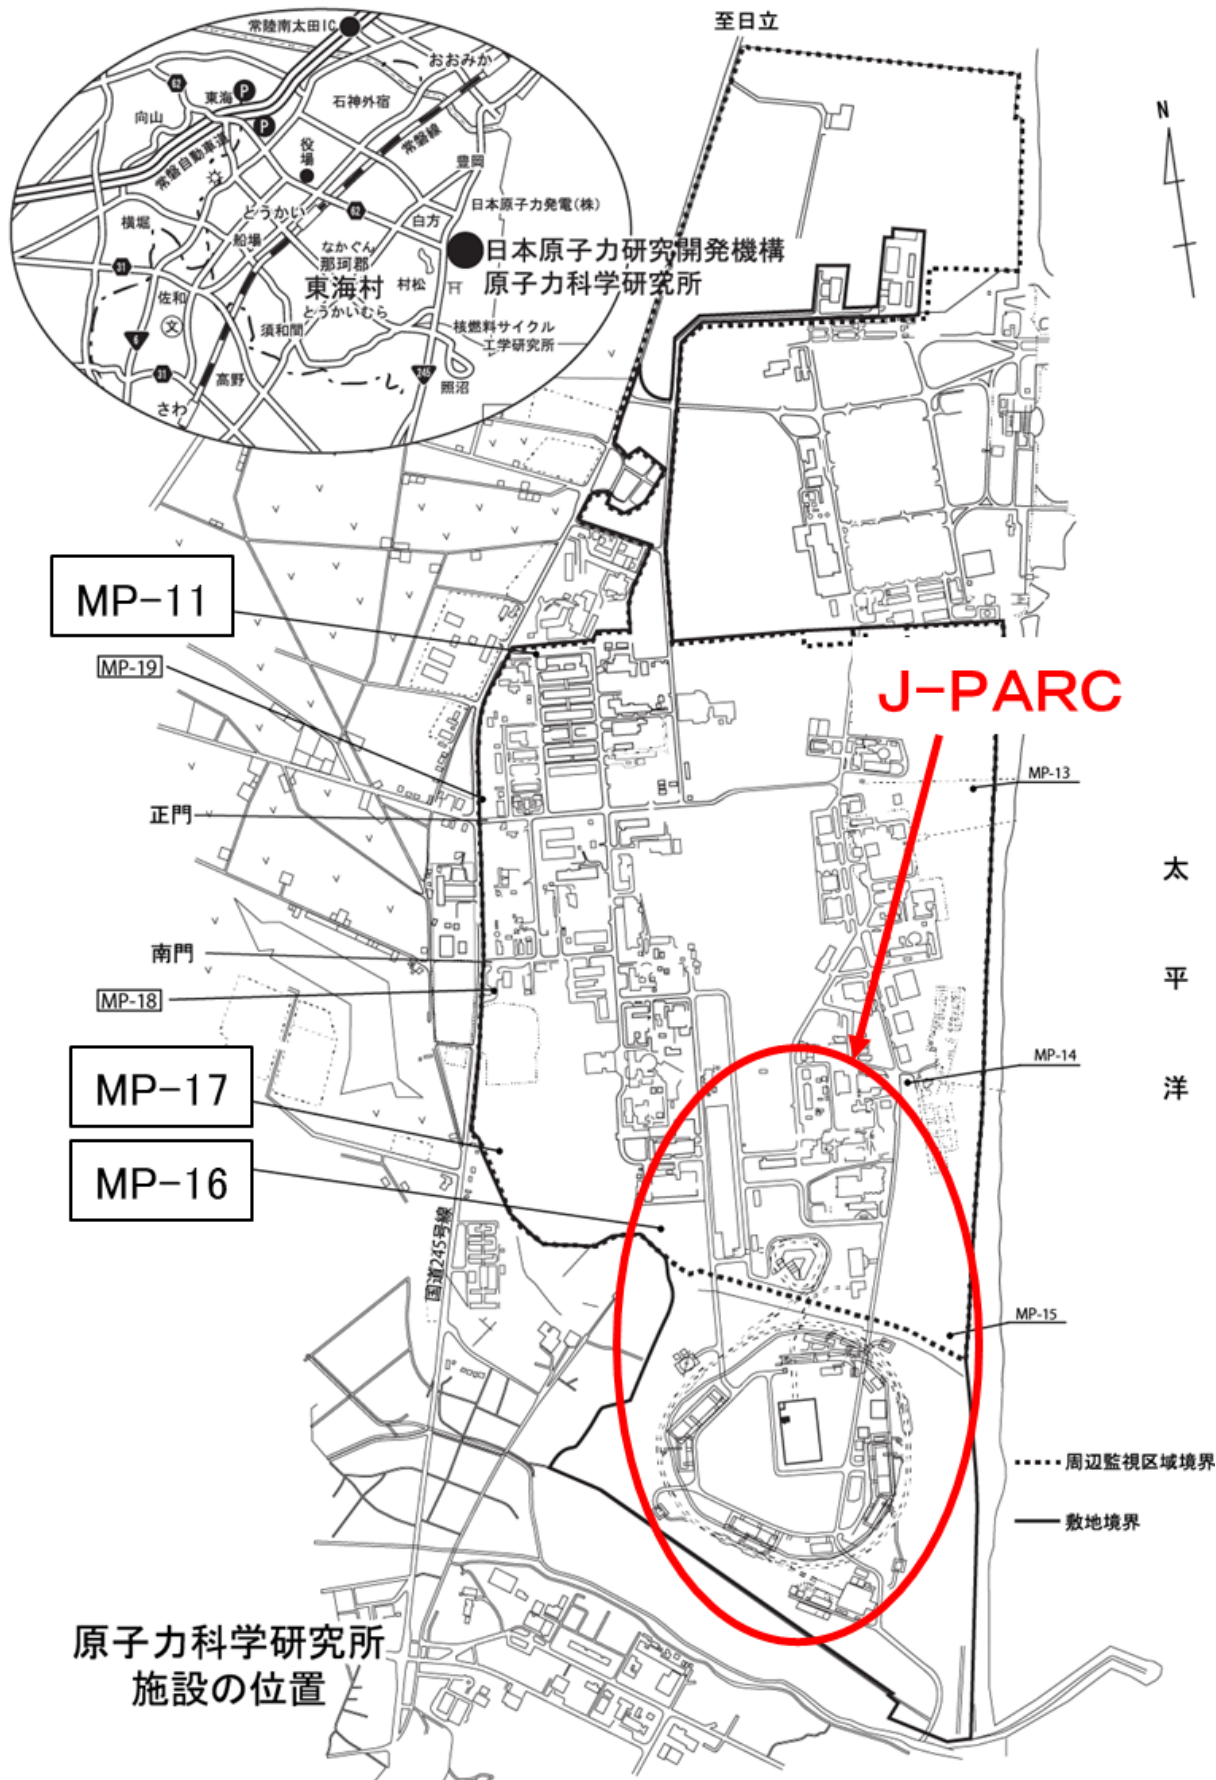 至日立
常陸南太田IC
おおみか
62
東海
P
石神外宿
向山
P
常磐線
役場
常磐自動車道
豊岡
日本原子力発電(株)
とうかい
62
横堀
白方
船場
なかぐん
那珂郡
日本原子力研究開発機構
原子力科学研究所
31
東海村
村松
とうかいむら
佐和
文
須和間
核燃料サイクル
工学研究所
6
31
高野
245
照沼
さわ
N
MP-11
MP-19
J-PARC
MP-13
正門
太平洋
南門
MP-18
MP-14
MP-17
MP-16
国道245号線
MP-15
周辺監視区域境界
敷地境界
原子力科学研究所
施設の位置